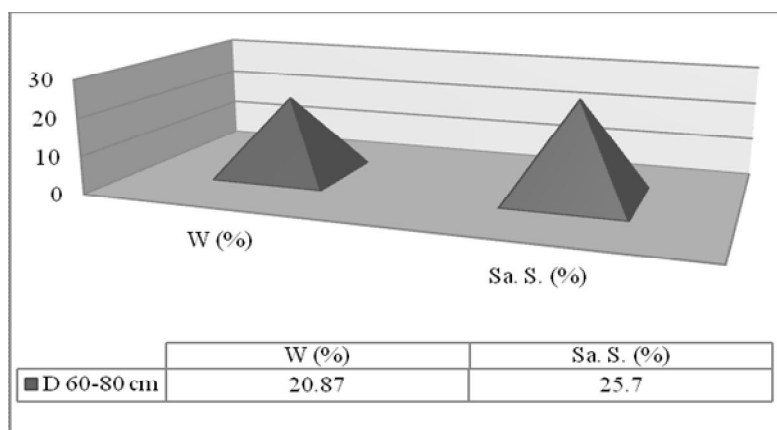 30
20
10
0
W (%)
Sa. S. (%)
W (%) Sa. S. (%)
D 60-80 cm 20.87 25.7